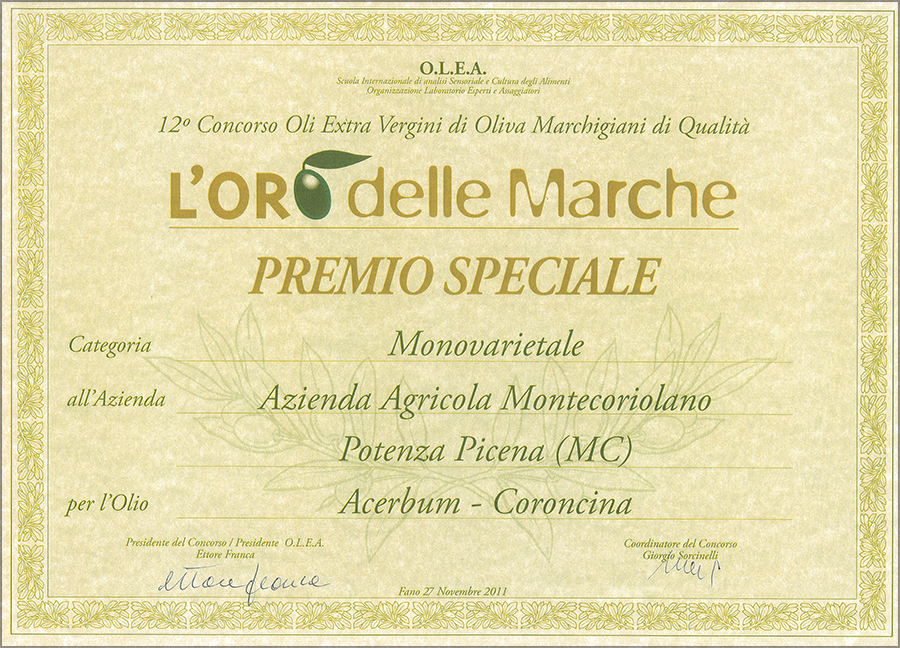 O.L.E.A.
Scuola Internazionale di analisi Sensoriale e Cultura degli Alimenti
Organizzazione Laboratorio Esperti e Assaggiatori
12º Concorso Oli Extra Vergini di Oliva Marchigiani di Qualità
L'ORO delle Marche
PREMIO SPECIALE
Categoria Monovarietale
all'Azienda Azienda Agricola Montecoriolano
Potenza Picena (MC)
per l'Olio Acerbum - Coroncina
Presidente del Concorso / Presidente O.L.E.A.
Ettore Franca
Coordinatore del Concorso
Giorgio Sorcinelli
ettore franca
Fano 27 Novembre 2011